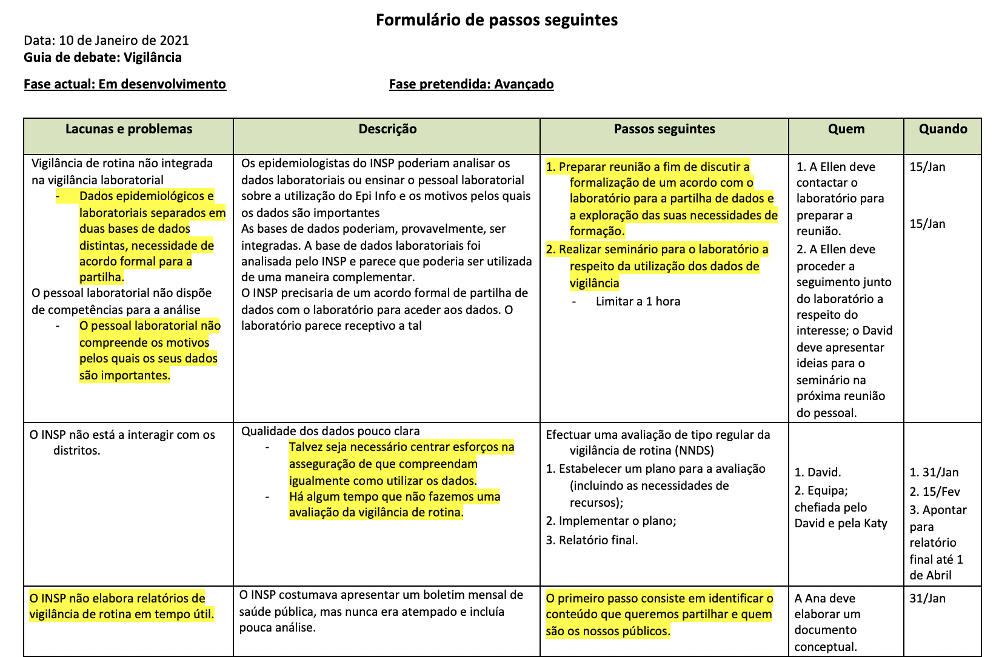 Formulário de passos seguintes
Data: 10 de Janeiro de 2021
Guia de debate: Vigilância
Fase actual: Em desenvolvimento
Fase pretendida: Avançado
Lacunas e problemas
Descrição
Passos seguintes
Quem
Quando
Vigilância de rotina não integrada
na vigilância laboratorial
- Dados epidemiológicos e
laboratoriais separados em
duas bases de dados
distintas, necessidade de
acordo formal para a
partilha.
O pessoal laboratorial não dispõe
de competências para a análise
- O pessoal laboratorial não
compreende os motivos
pelos quais os seus dados
são importantes.
Os epidemiologistas do INSP poderiam analisar os
dados laboratoriais ou ensinar o pessoal laboratorial
sobre a utilização do Epi Info e os motivos pelos quais
os dados são importantes
As bases de dados poderiam, provavelmente, ser
integradas. A base de dados laboratoriais foi
analisada pelo INSP e parece que poderia ser utilizada
de uma maneira complementar.
O INSP precisaria de um acordo formal de partilha de
dados com o laboratório para aceder aos dados. O
laboratório parece receptivo a tal
1. Preparar reunião a fim de discutir a
formalização de um acordo com o
laboratório para a partilha de dados e
a exploração das suas necessidades de
formação.
2. Realizar seminário para o laboratório a
respeito da utilização dos dados de
vigilância
- Limitar a 1 hora
1. A Ellen deve
contactar o
laboratório para
preparar a
reunião.
2. A Ellen deve
proceder a
seguimento junto
do laboratório a
respeito do
interesse; o David
deve apresentar
ideias para o
seminário na
próxima reunião
do pessoal.
15/Jan
15/Jan
O INSP não está a interagir com os
distritos.
Qualidade dos dados pouco clara
- Talvez seja necessário centrar esforços na
asseguração de que compreendam
igualmente como utilizar os dados.
- Há algum tempo que não fazemos uma
avaliação da vigilância de rotina.
Efectuar uma avaliação de tipo regular da
vigilância de rotina (NNDS)
1. Estabelecer um plano para a avaliação
(incluindo as necessidades de
recursos);
2. Implementar o plano;
3. Relatório final.
1. David.
2. Equipa;
chefiada pelo
David e pela Katy
1. 31/Jan
2. 15/Fev
3. Apontar
para
relatório
final até 1
de Abril
O INSP não elabora relatórios de
vigilância de rotina em tempo útil.
O INSP costumava apresentar um boletim mensal de
saúde pública, mas nunca era atempado e incluía
pouca análise.
O primeiro passo consiste em identificar o
conteúdo que queremos partilhar e quem
são os nossos públicos.
A Ana deve
elaborar um
documento
conceptual.
31/Jan